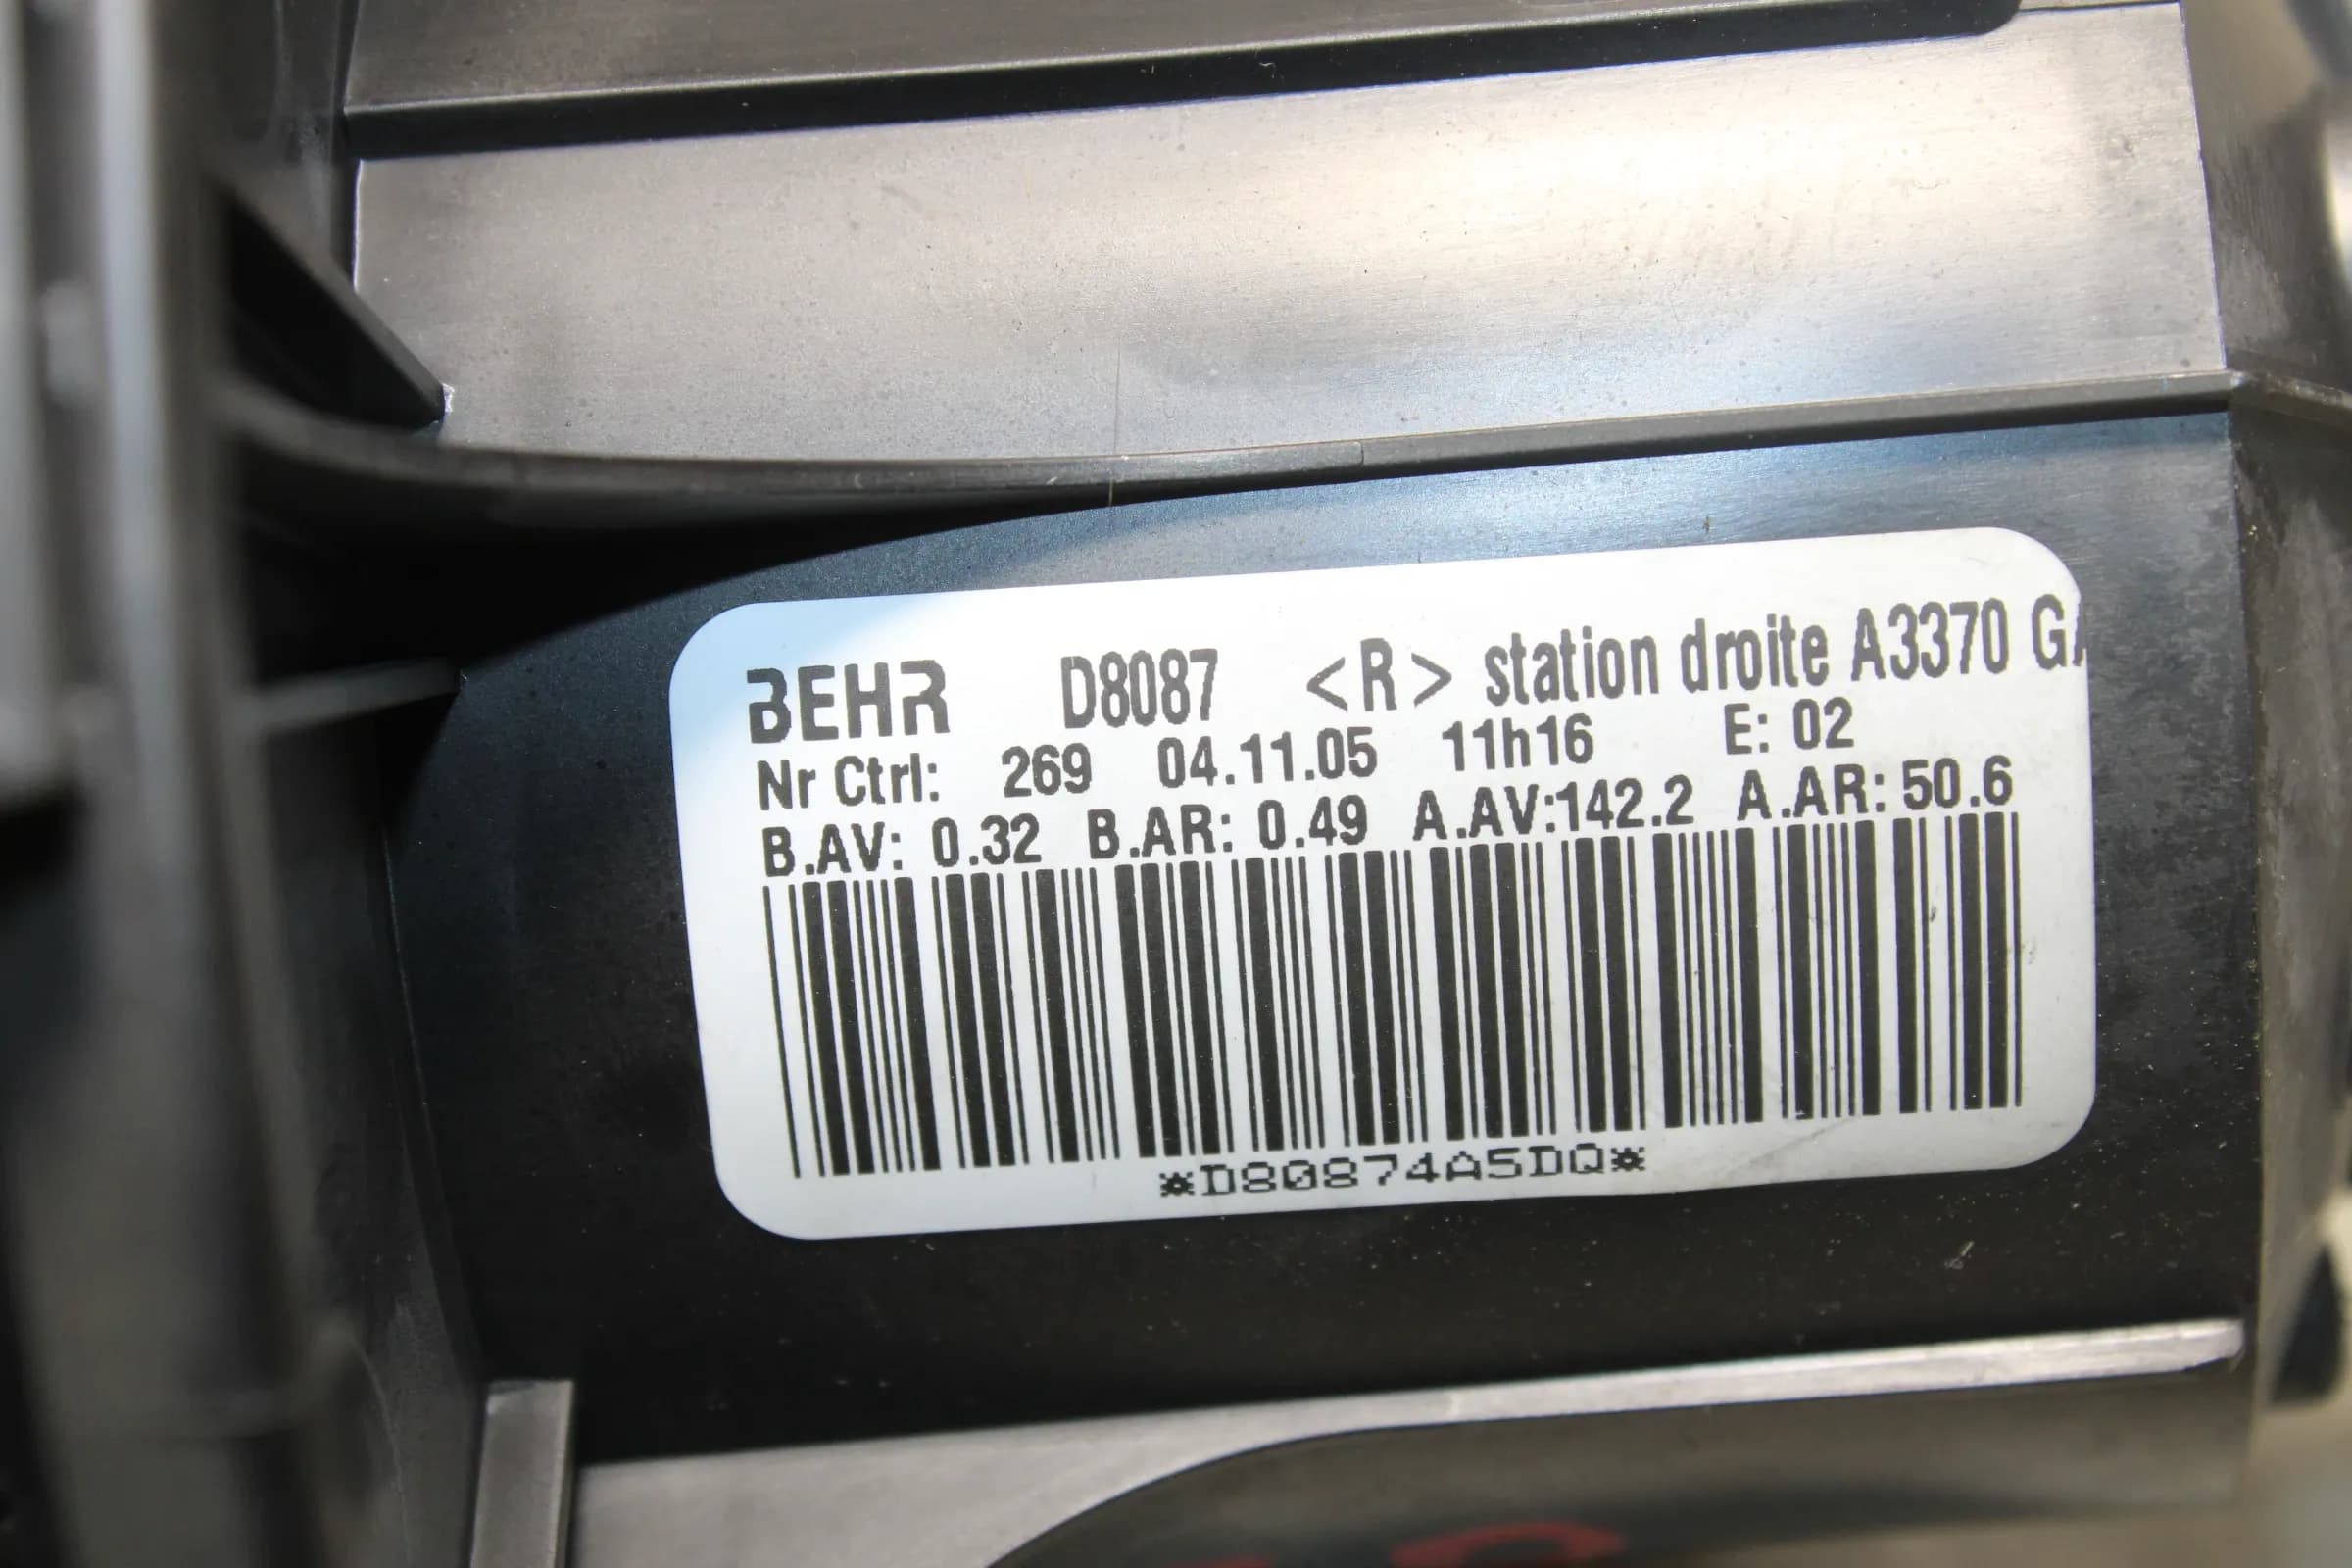 BEHR D8087 <R> station droite A3370 G
Nr Ctrl: 269 04.11.05 11h16 E: 02
B.AV: 0.32 B.AR: 0.49 A.AV:142.2 A.AR: 50.6
*D80874A5DQ*